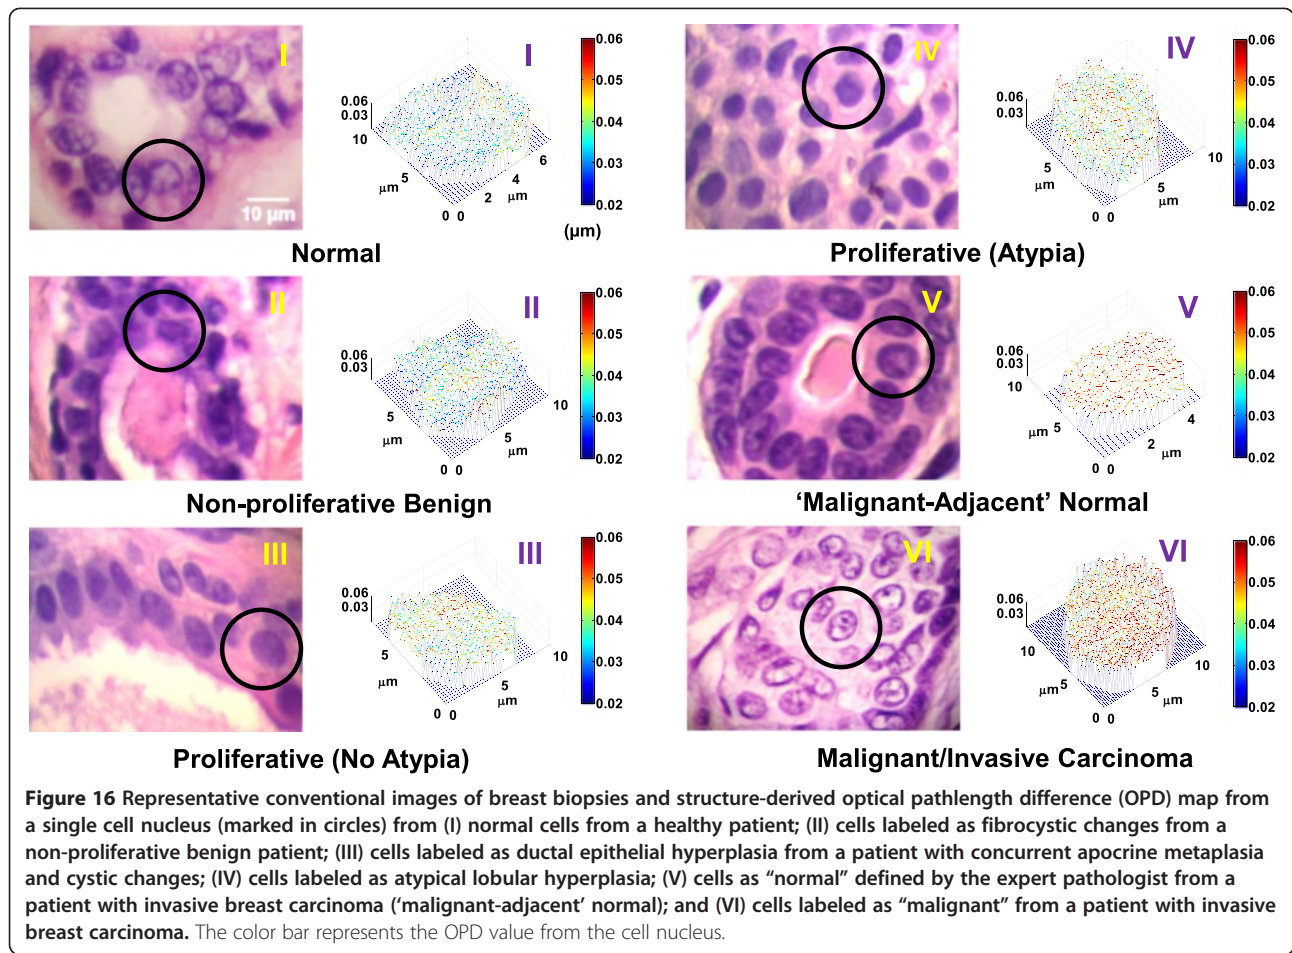 I
10 μm
I
0.06
0.03
10
5
μm
0 0
2
4
6
μm
0.06
0.05
0.04
0.03
0.02
(μm)
Normal
IV
IV
0.06
0.03
5
μm
0 0
5
10
μm
0.06
0.05
0.04
0.03
0.02
Proliferative (Atypia)
II
II
0.06
0.03
5
μm
0 0
5
10
μm
0.06
0.05
0.04
0.03
0.02
Non-proliferative Benign
V
V
0.06
0.03
10
5
μm
0 0
2
4
μm
0.06
0.05
0.04
0.03
0.02
‘Malignant-Adjacent’ Normal
III
III
0.06
0.03
5
μm
0 0
5
10
μm
0.06
0.05
0.04
0.03
0.02
Proliferative (No Atypia)
VI
VI
0.06
0.03
10
5
μm
0 0
5
10
μm
0.06
0.05
0.04
0.03
0.02
Malignant/Invasive Carcinoma
Figure 16 Representative conventional images of breast biopsies and structure-derived optical pathlength difference (OPD) map from
a single cell nucleus (marked in circles) from (I) normal cells from a healthy patient; (II) cells labeled as fibrocystic changes from a
non-proliferative benign patient; (III) cells labeled as ductal epithelial hyperplasia from a patient with concurrent apocrine metaplasia
and cystic changes; (IV) cells labeled as atypical lobular hyperplasia; (V) cells as “normal” defined by the expert pathologist from a
patient with invasive breast carcinoma (‘malignant-adjacent’ normal); and (VI) cells labeled as “malignant” from a patient with invasive
breast carcinoma. The color bar represents the OPD value from the cell nucleus.